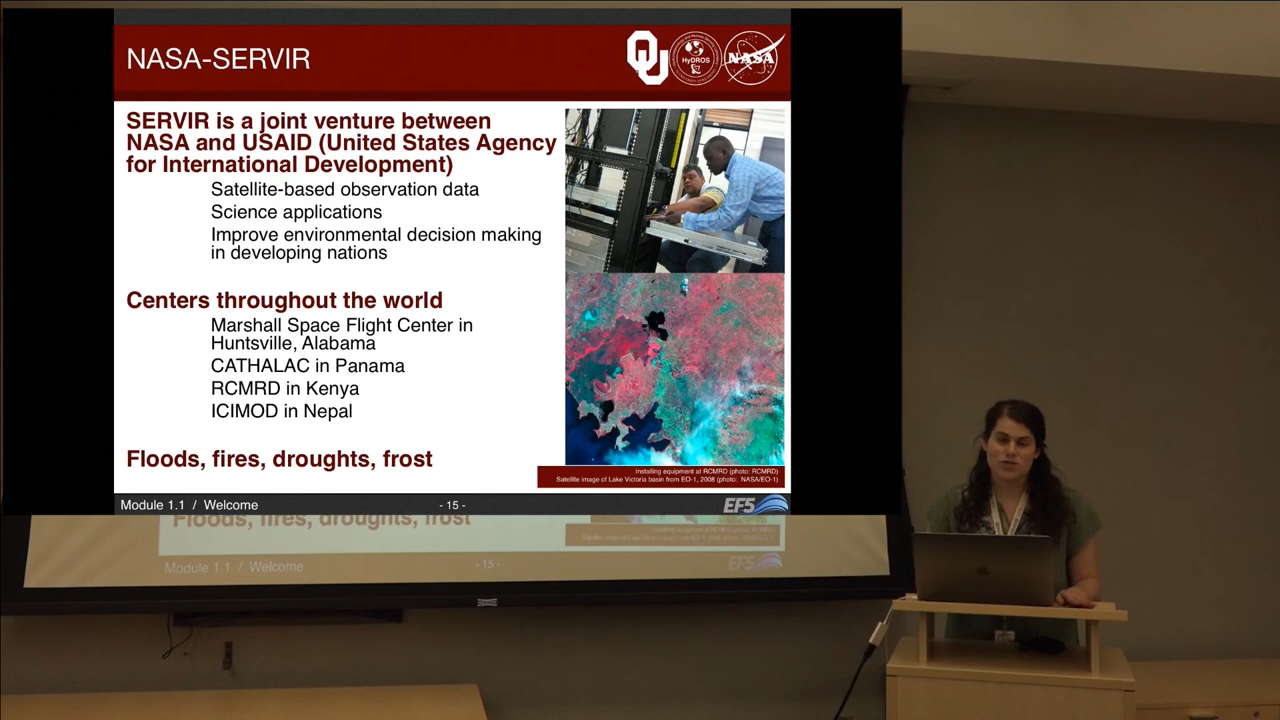 NASA-SERVIR
OU
HyDROS
NASA
SERVIR is a joint venture between
NASA and USAID (United States Agency
for International Development)
Satellite-based observation data
Science applications
Improve environmental decision making
in developing nations
Centers throughout the world
Marshall Space Flight Center in
Huntsville, Alabama
CATHALAC in Panama
RCMRD in Kenya
ICIMOD in Nepal
Floods, fires, droughts, frost
Installing equipment at RCMRD (photo: RCMRD)
Satellite image of Lake Victoria basin from EO-1, 2008 (photo: NASA/EO-1)
Module 1.1 / Welcome
- 15 -
EF5
Floods, fires, droughts, frost
Module 1.1 / Welcome
- 15 -
EF5